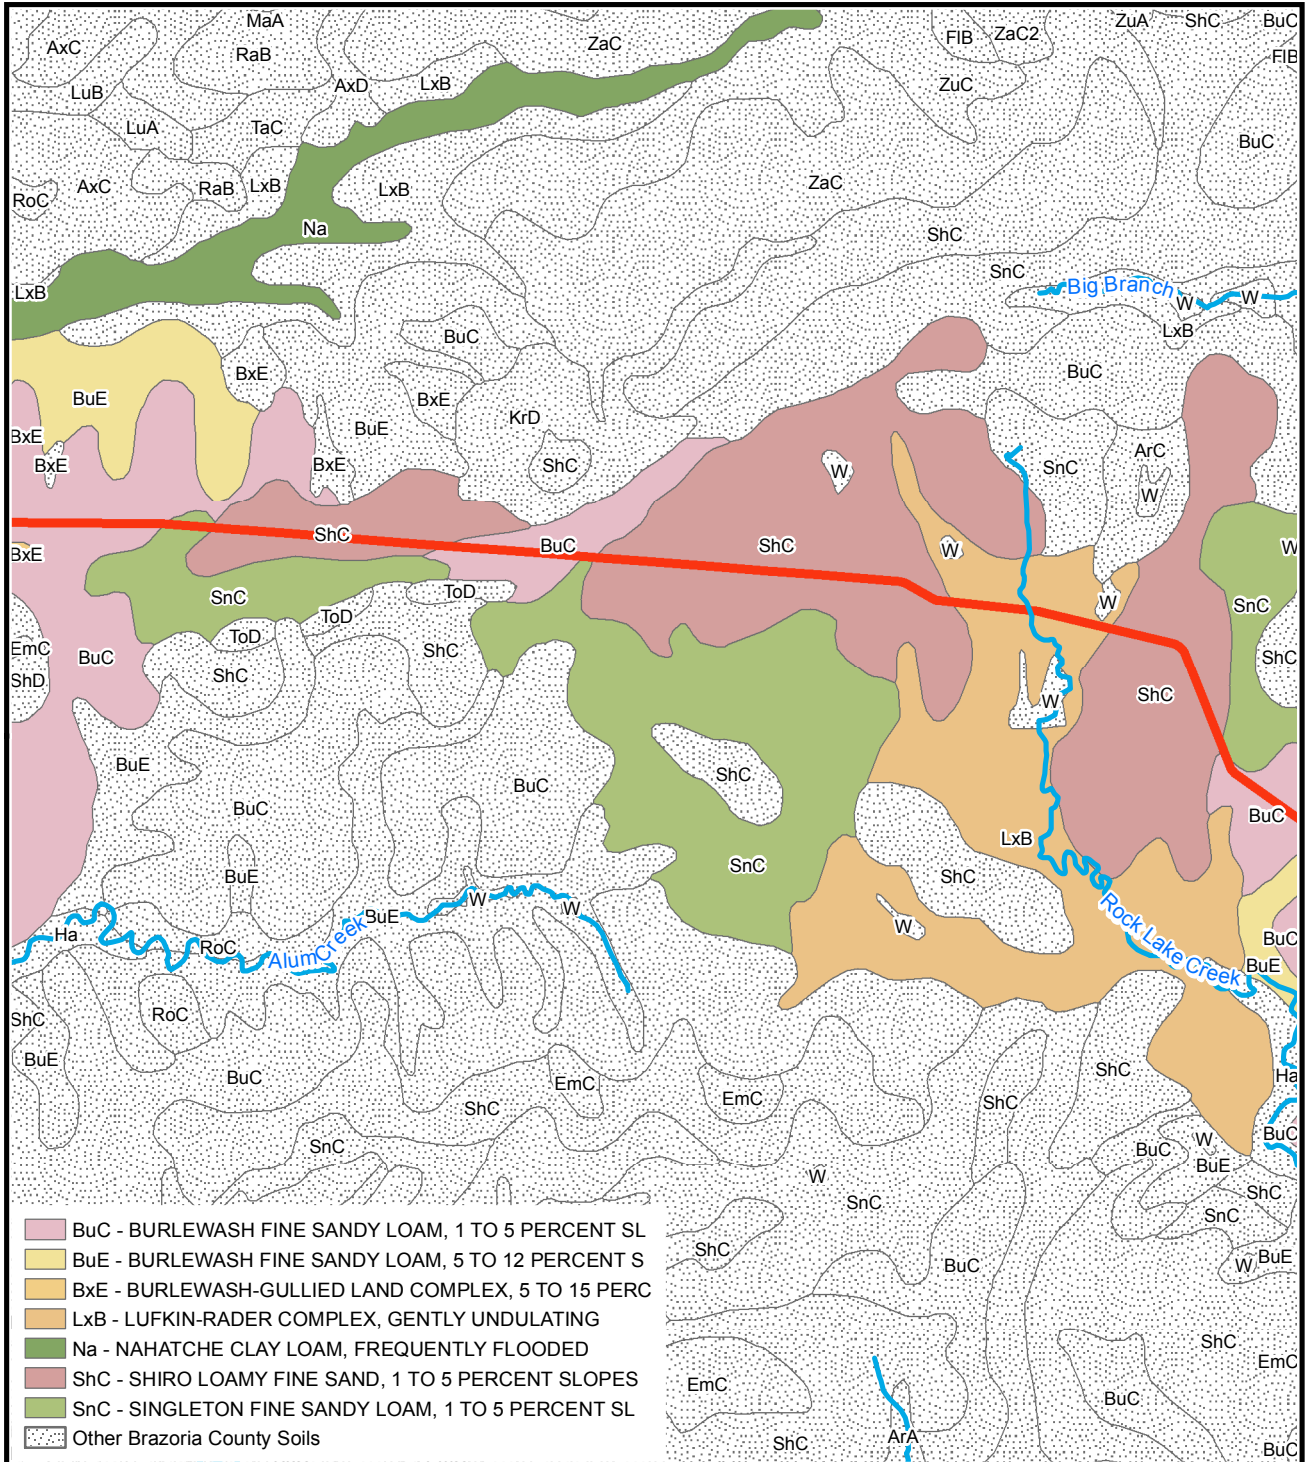 MaA
ZuA
ShC
BuC
AxC
RaB
ZaC
FlB
ZaC2
FlB
LuB
AxD
LxB
ZuC
LuA
TaC
BuC
AxC
RaB
LxB
LxB
ZaC
RoC
Na
ShC
SnC
LxB
Big Branch
W
W
LxB
BuC
BxE
BuC
BuE
BxE
KrD
BuE
BxE
BxE
BxE
ShC
W
SnC
ArC
W
ShC
BuC
ShC
W
W
BxE
SnC
ToD
ToD
W
SnC
EmC
ToD
ShC
BuC
ShC
ShC
ShD
ShC
W
BuE
ShC
BuC
BuC
BuC
LxB
SnC
ShC
BuE
W
W
Rock Lake Creek
BuE
W
Ha
RoC
Alum Creek
BuC
BuE
RoC
ShC
BuE
BuC
EmC
EmC
ShC
Ha
ShC
ShC
SnC
BuC
W
BuC
BuE
W
SnC
ShC
SnC
ShC
W
BuE
BuC
BuC - BURLEWASH FINE SANDY LOAM, 1 TO 5 PERCENT SL
BuE - BURLEWASH FINE SANDY LOAM, 5 TO 12 PERCENT S
BxE - BURLEWASH-GULLIED LAND COMPLEX, 5 TO 15 PERC
LxB - LUFKIN-RADER COMPLEX, GENTLY UNDULATING
Na - NAHATCHE CLAY LOAM, FREQUENTLY FLOODED
ShC - SHIRO LOAMY FINE SAND, 1 TO 5 PERCENT SLOPES
SnC - SINGLETON FINE SANDY LOAM, 1 TO 5 PERCENT SL
Other Brazoria County Soils
ShC
EmC
EmC
BuC
ShC
ArA
BuC